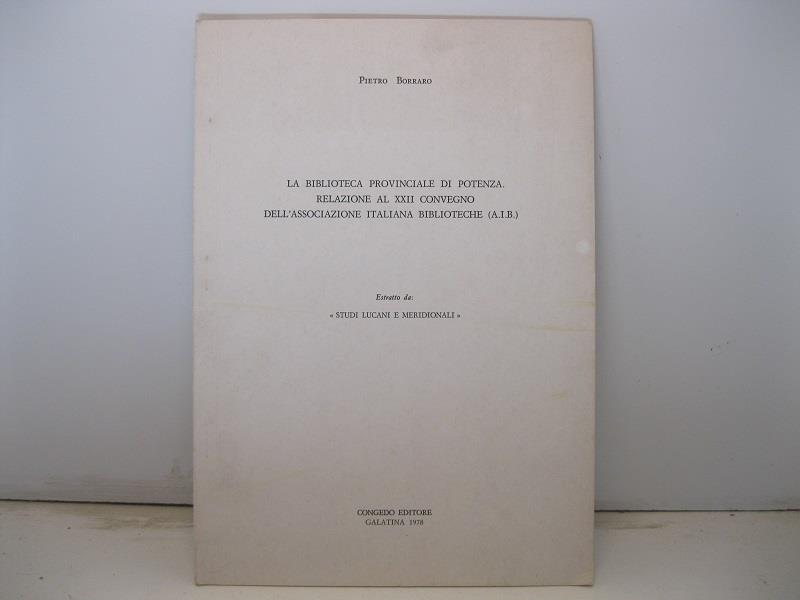 Pietro Borraro
LA BIBLIOTECA PROVINCIALE DI POTENZA.
RELAZIONE AL XXII CONVEGNO
DELL'ASSOCIAZIONE ITALIANA BIBLIOTECHE (A.I.B.)
Estratto da:
« STUDI LUCANI E MERIDIONALI »
CONGEDO EDITORE
GALATINA 1978